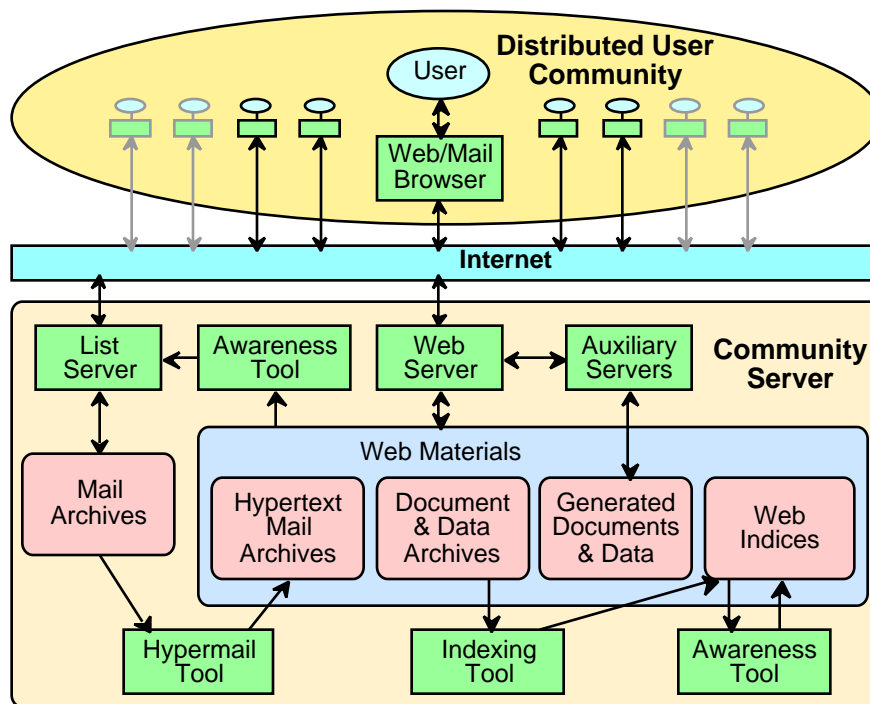 Distributed User
Community
User
Web/Mail
Browser
Internet
List
Server
Awareness
Tool
Web
Server
Auxiliary
Servers
Community
Server
Web Materials
Mail
Archives
Hypertext
Mail
Archives
Document
& Data
Archives
Generated
Documents
& Data
Web
Indices
Hypermail
Tool
Indexing
Tool
Awareness
Tool